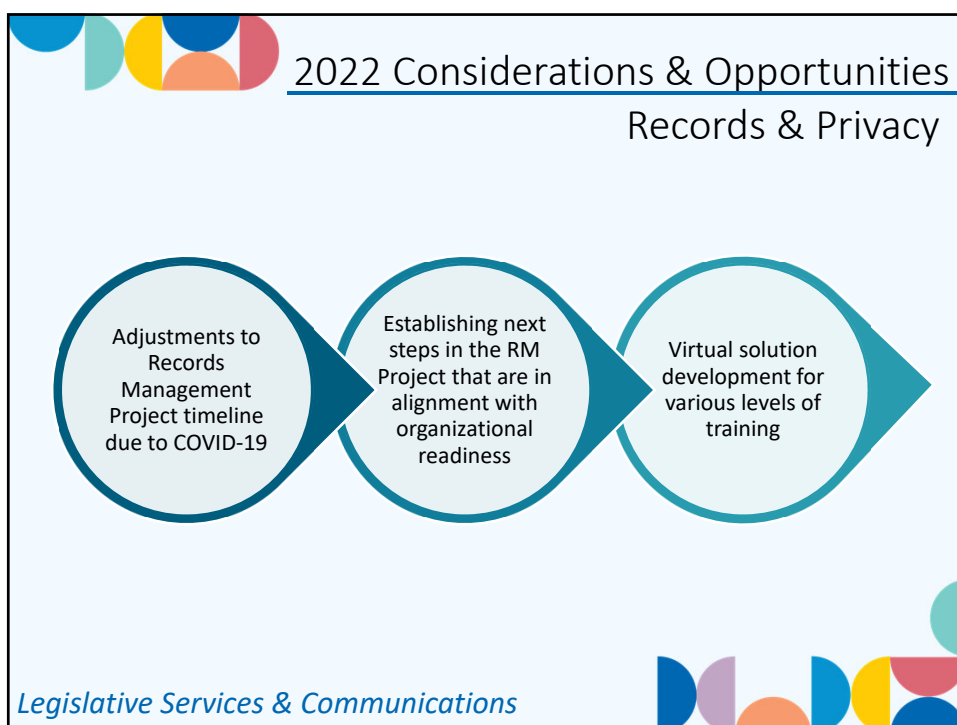 2022 Considerations & Opportunities
Records & Privacy
Adjustments to
Records
Management
Project timeline
due to COVID-19
Establishing next
steps in the RM
Project that are in
alignment with
organizational
readiness
Virtual solution
development for
various levels of
training
Legislative Services & Communications